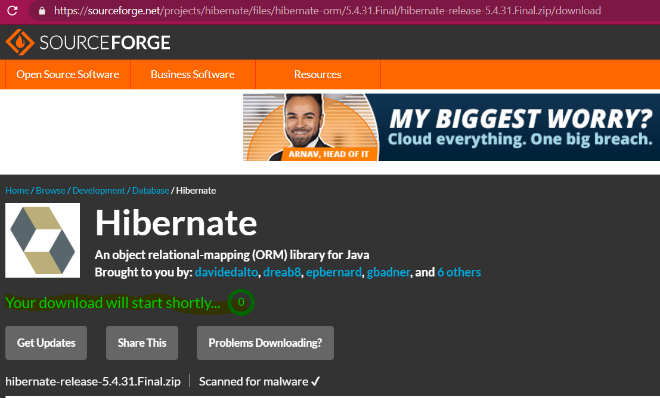 https://sourceforge.net/projects/hibernate/files/hibernate-orm/5.4.31.Final/hibernate-release-5.4.31.Final.zip/download
SOURCEFORGE
Open Source Software Business Software Resources
MY BIGGEST WORRY?
Cloud everything. One big breach.
ARNAV, HEAD OF IT
Home / Browse / Development / Database / Hibernate
Hibernate
An object relational-mapping (ORM) library for Java
Brought to you by: davidedalto, dreab8, epbernard, gbadner, and 6 others
Your download will start shortly... 0
Get Updates Share This Problems Downloading?
hibernate-release-5.4.31.Final.zip Scanned for malware ✓